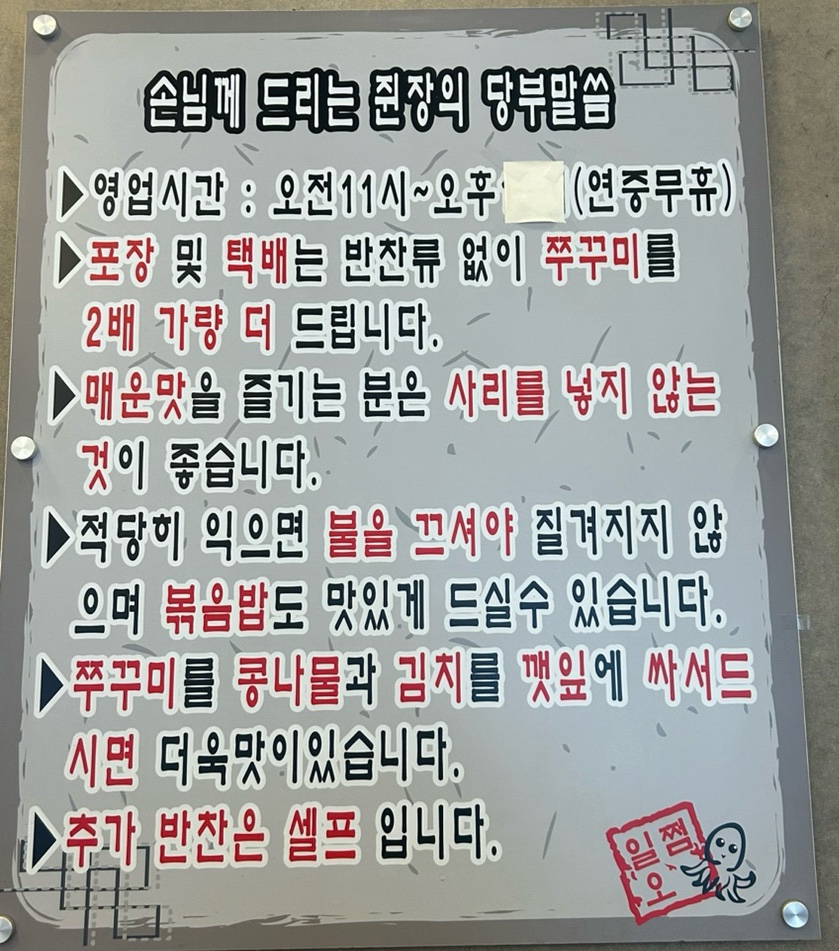 손님께 드리는 쥔장의 당부말씀
▶영업시간 : 오전11시~오후 (연중무휴)
▶포장 및 택배는 반찬류 없이 쭈꾸미를
2배 가량 더 드립니다.
▶매운맛을 즐기는 분은 사리를 넣지 않는
것이 좋습니다.
▶적당히 익으면 불을 끄셔야 질겨지지 않
으며 볶음밥도 맛있게 드실수 있습니다.
▶쭈꾸미를 콩나물과 김치를 깻잎에 싸서드
시면 더욱맛이있습니다.
▶추가 반찬은 셀프 입니다.
일쩜
오